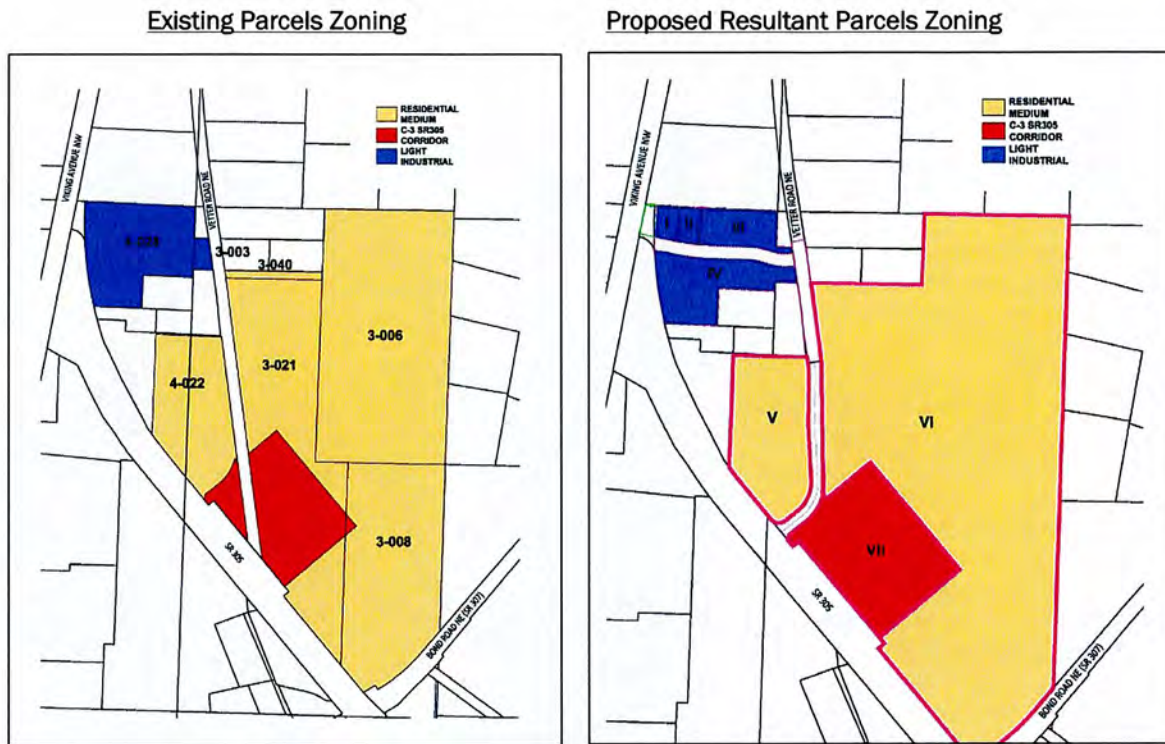 Existing Parcels Zoning
RESIDENTIAL
MEDIUM
C-3 SR305
CORRIDOR
LIGHT
INDUSTRIAL
VIKING AVENUE NW
VETTER ROAD NE
3-003
3-040
3-006
3-021
4-022
3-008
SR 305
BOND ROAD NE (SR 307)
Proposed Resultant Parcels Zoning
RESIDENTIAL
MEDIUM
C-3 SR305
CORRIDOR
LIGHT
INDUSTRIAL
VIKING AVENUE NW
VETTER ROAD NE
I
II
III
IV
V
VI
VII
SR 305
BOND ROAD NE (SR 307)